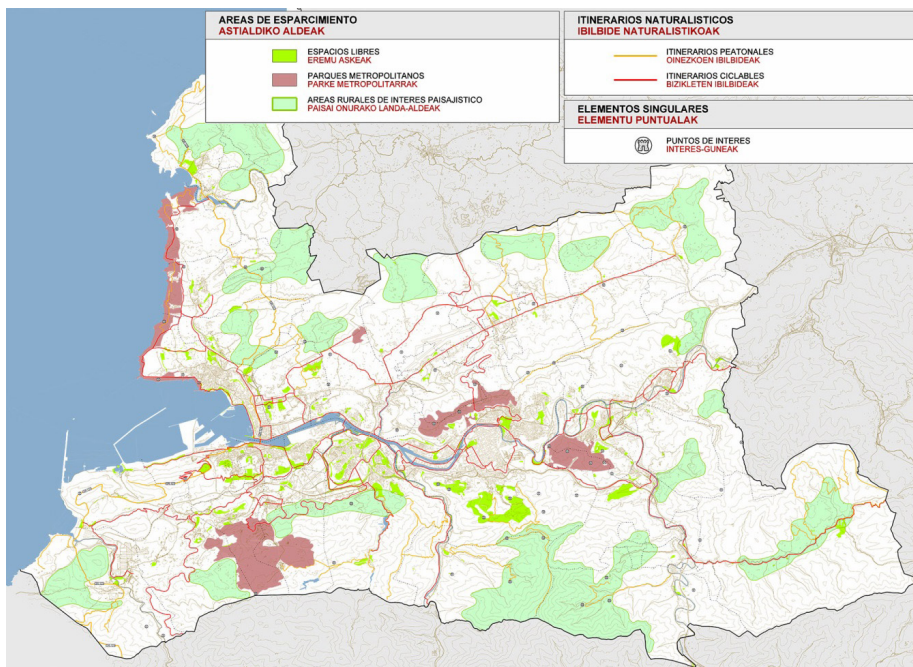 AREAS DE ESPARCIMIENTO
ASTIALDIKO ALDEAK
ESPACIOS LIBRES
EREMU ASKEAK
PARQUES METROPOLITANOS
PARKE METROPOLITARRAK
AREAS RURALES DE INTERES PAISAJISTICO
PAISAI ONURAKO LANDA-ALDEAK
ITINERARIOS NATURALISTICOS
IBILBIDE NATURALISTIKOAK
ITINERARIOS PEATONALES
OINEZKOEN IBILBIDEAK
ITINERARIOS CICLABLES
BIZIKLETEN IBILBIDEAK
ELEMENTOS SINGULARES
ELEMENTU PUNTUALAK
PUNTOS DE INTERES
INTERES-GUNEAK